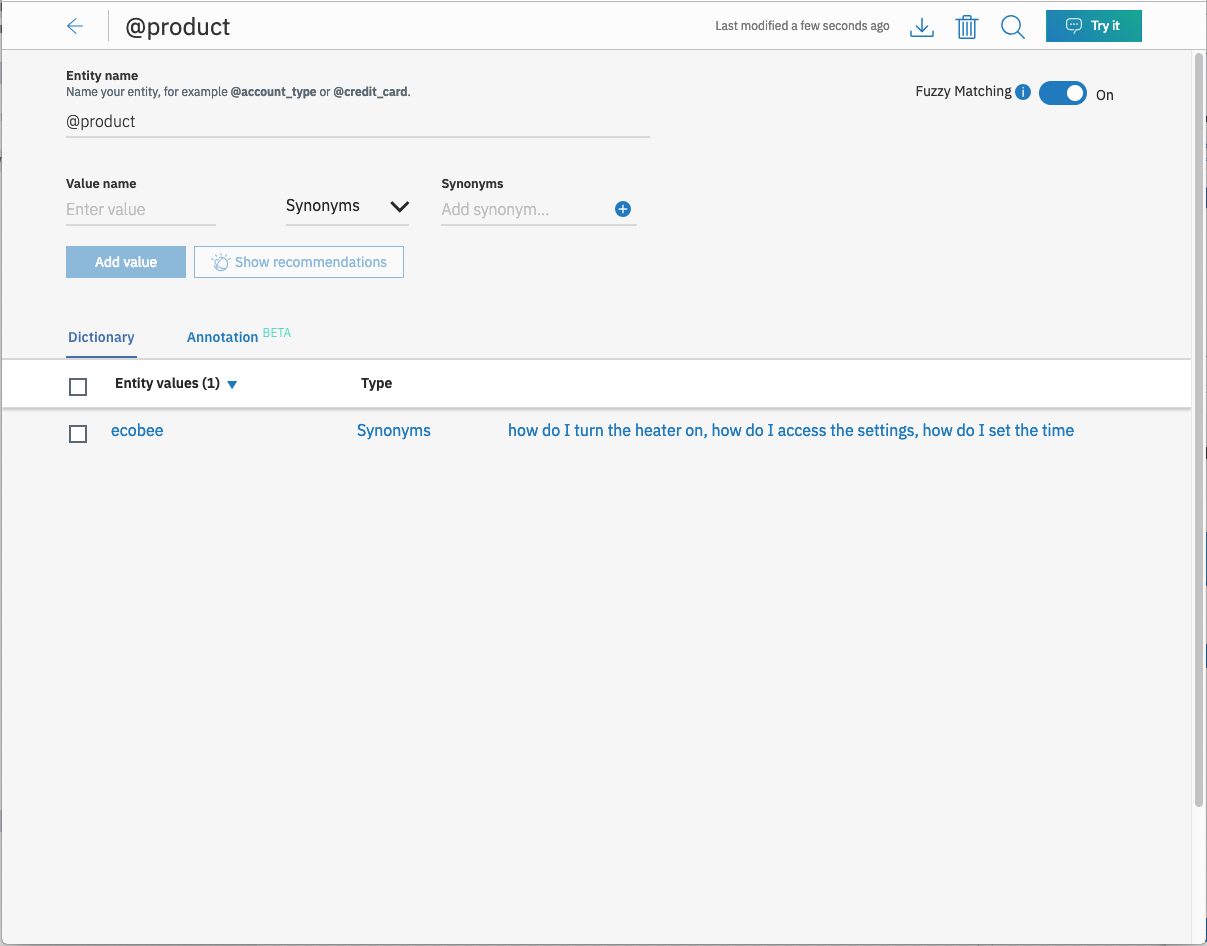 @product
Last modified a few seconds ago
Try it
Entity name
Name your entity, for example @account_type or @credit_card.
Fuzzy Matching i On
@product
Value name
Synonyms
Enter value
Synonyms
Add synonym...
Add value
Show recommendations
Dictionary
Annotation BETA
Entity values (1) Type
ecobee Synonyms how do I turn the heater on, how do I access the settings, how do I set the time